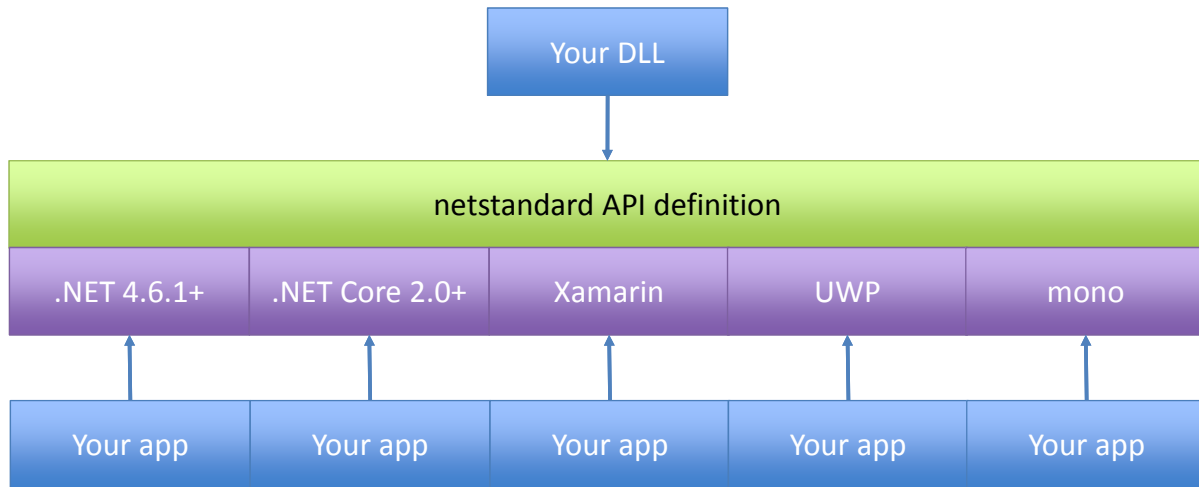 Your DLL
netstandard API definition
.NET 4.6.1+
.NET Core 2.0+
Xamarin
UWP
mono
Your app
Your app
Your app
Your app
Your app